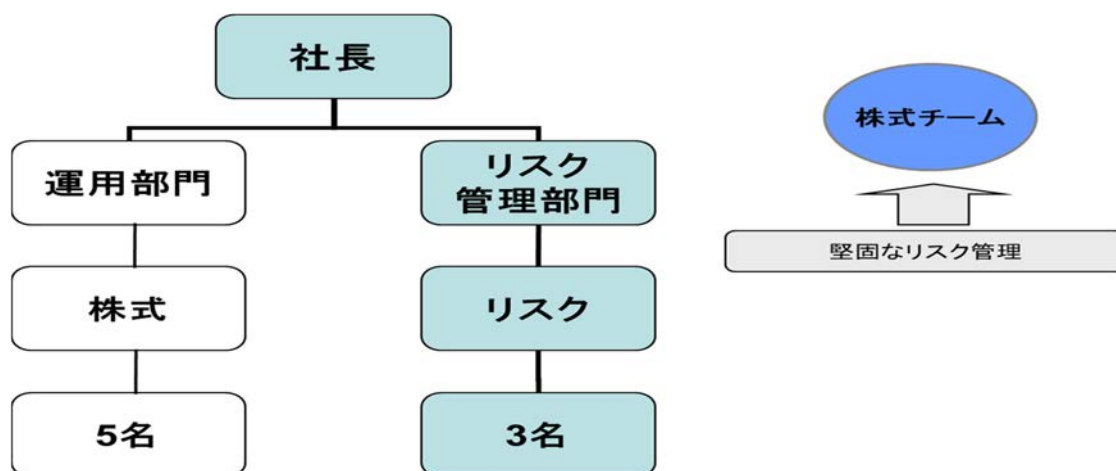 社長
運用部門
リスク
管理部門
株式
リスク
5名
3名
株式チーム
堅固なリスク管理